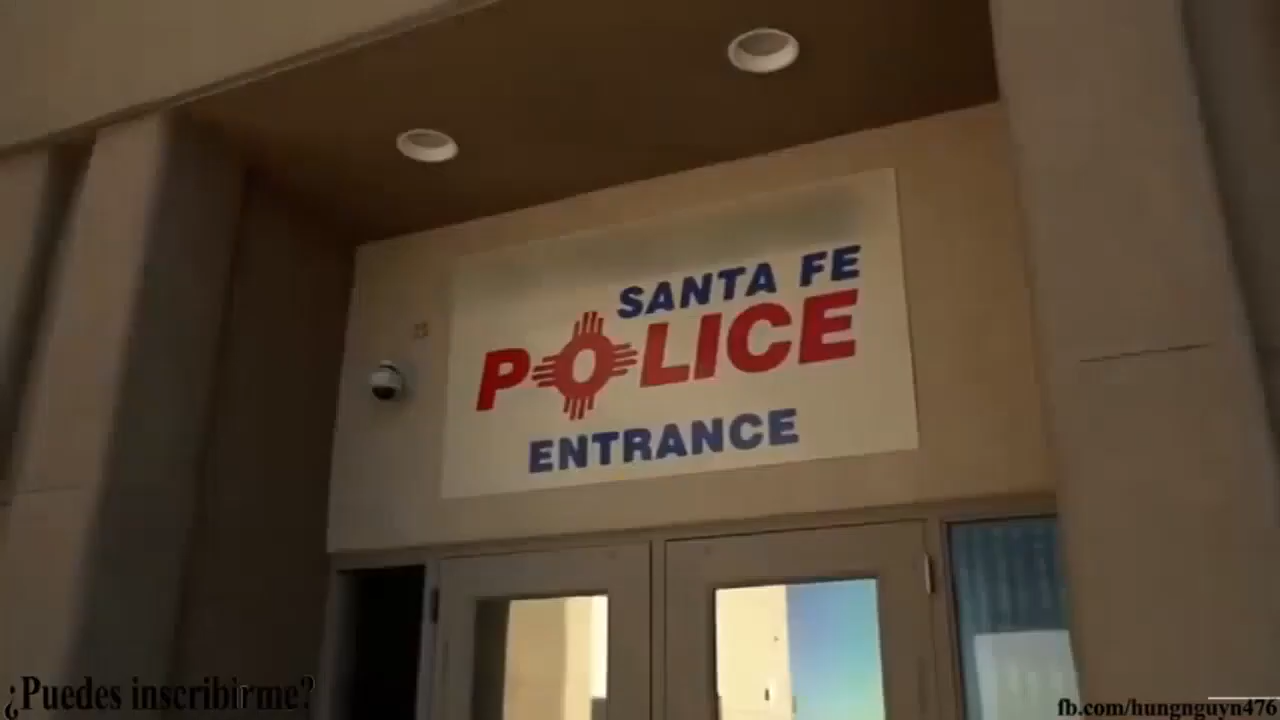 SANTA FE
POLICE
ENTRANCE
¿Puedes inscribirme?
fb.com/hungnguyn476